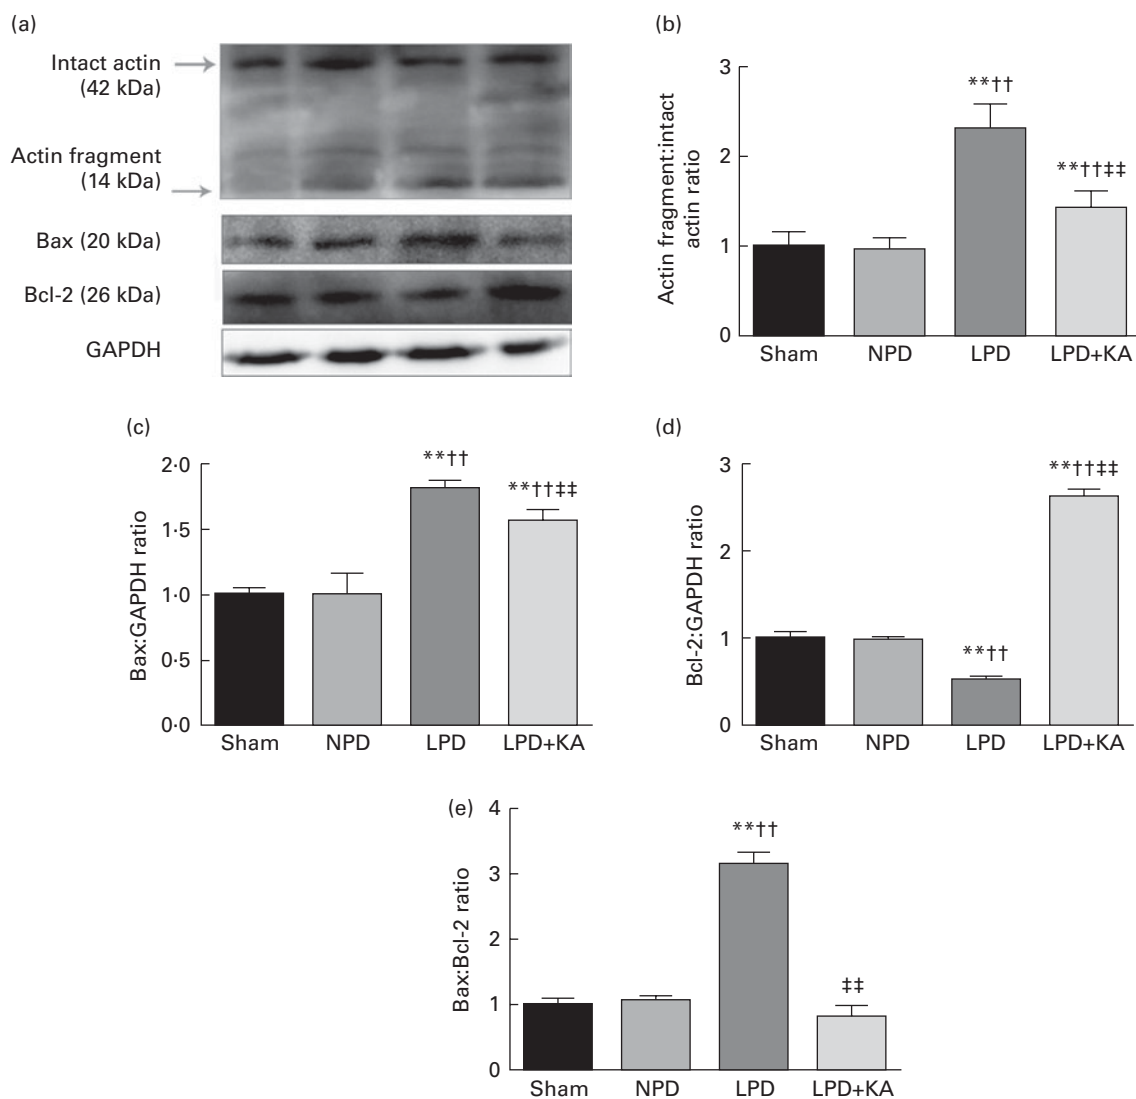 (a)
Intact actin
(42 kDa)
Actin fragment
(14 kDa)
Bax (20 kDa)
Bcl-2 (26 kDa)
GAPDH
(b)
Actin fragment:intact
actin ratio
3
2
1
0
**††
**††‡‡
Sham NPD LPD LPD+KA
(c)
Bax:GAPDH ratio
2·0
1·5
1·0
0·5
0·0
**††
**††‡‡
Sham NPD LPD LPD+KA
(d)
Bcl-2:GAPDH ratio
3
2
1
0
**††
**††‡‡
Sham NPD LPD LPD+KA
(e)
Bax:Bcl-2 ratio
4
3
2
1
0
**††
‡‡
Sham NPD LPD LPD+KA